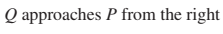 Q approaches P from the right